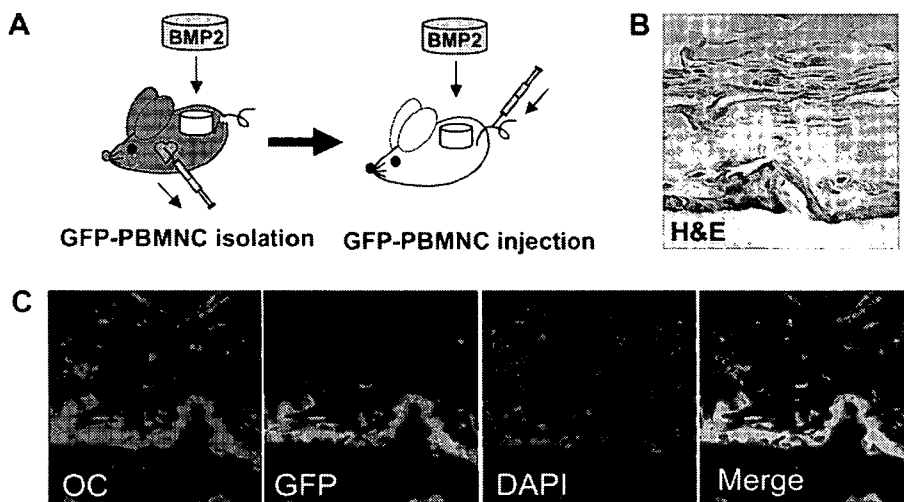 A
BMP2
BMP2
GFP-PBMNC isolation
GFP-PBMNC injection
B
H&E
C
OC
GFP
DAPI
Merge